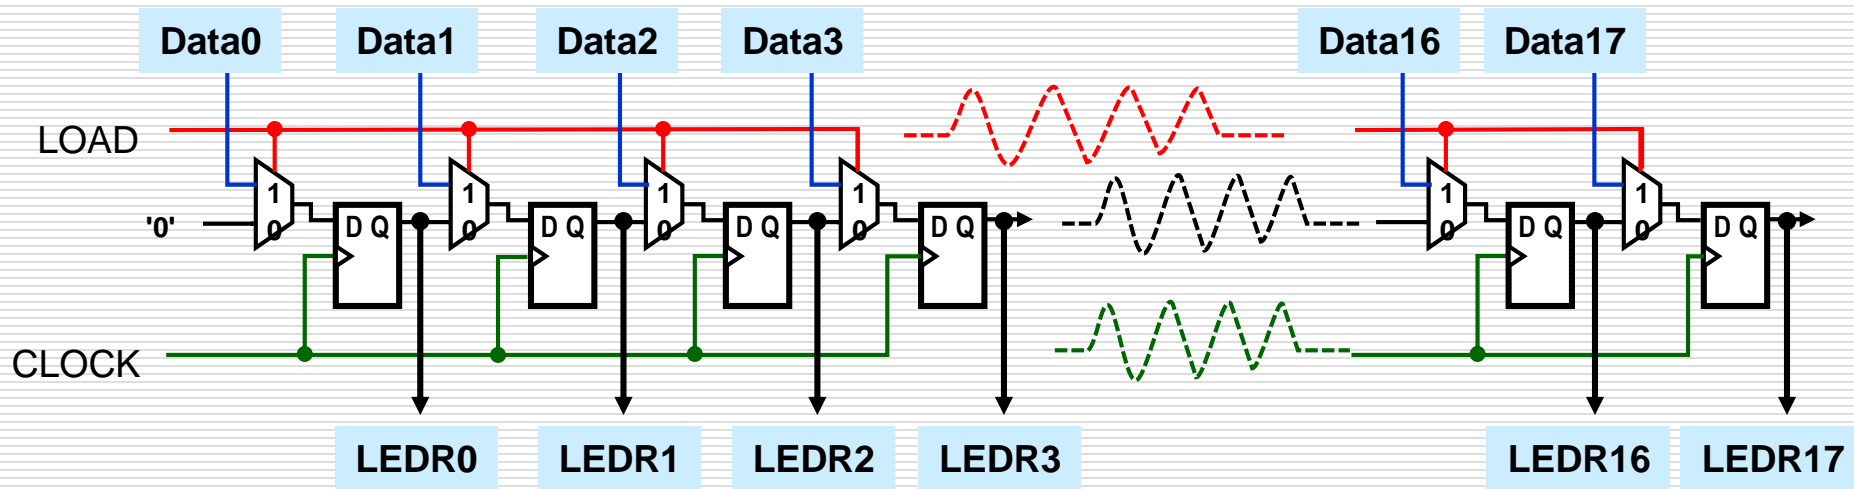 Data0 Data1 Data2 Data3 Data16 Data17
LOAD
1 1 1 1 1 1
'0' 0 0 0 0 0 0
D Q D Q D Q D Q D Q D Q
CLOCK
LEDR0 LEDR1 LEDR2 LEDR3 LEDR16 LEDR17